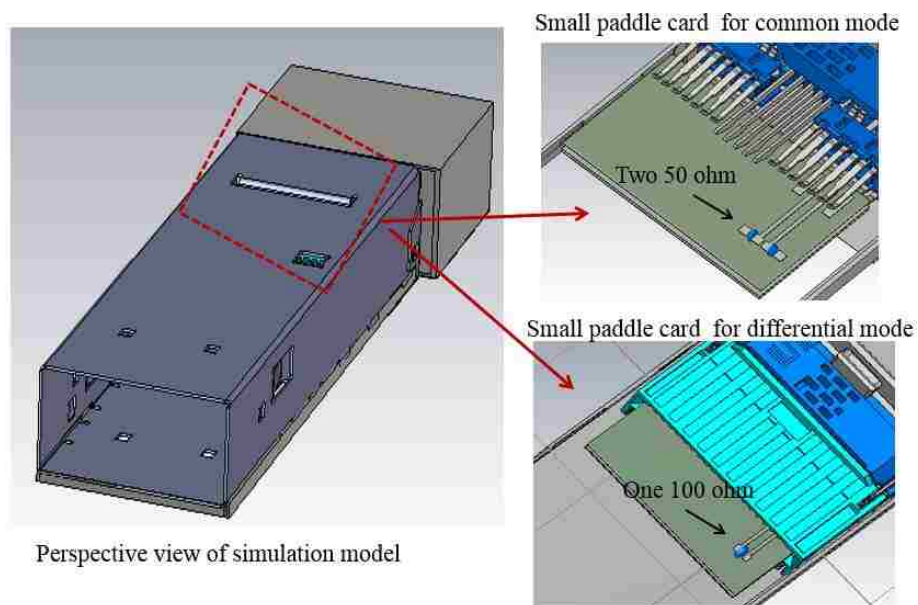 Small paddle card for common mode
Two 50 ohm
Small paddle card for differential mode
One 100 ohm
Perspective view of simulation model